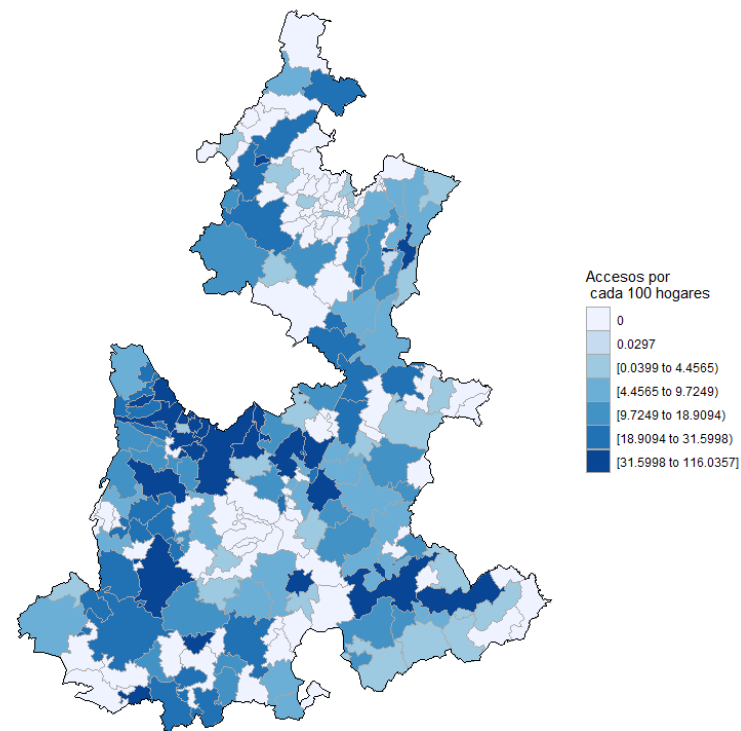 Accesos por
cada 100 hogares
0
0.0297
[0.0399 to 4.4565)
[4.4565 to 9.7249)
[9.7249 to 18.9094)
[18.9094 to 31.5998)
[31.5998 to 116.0357]